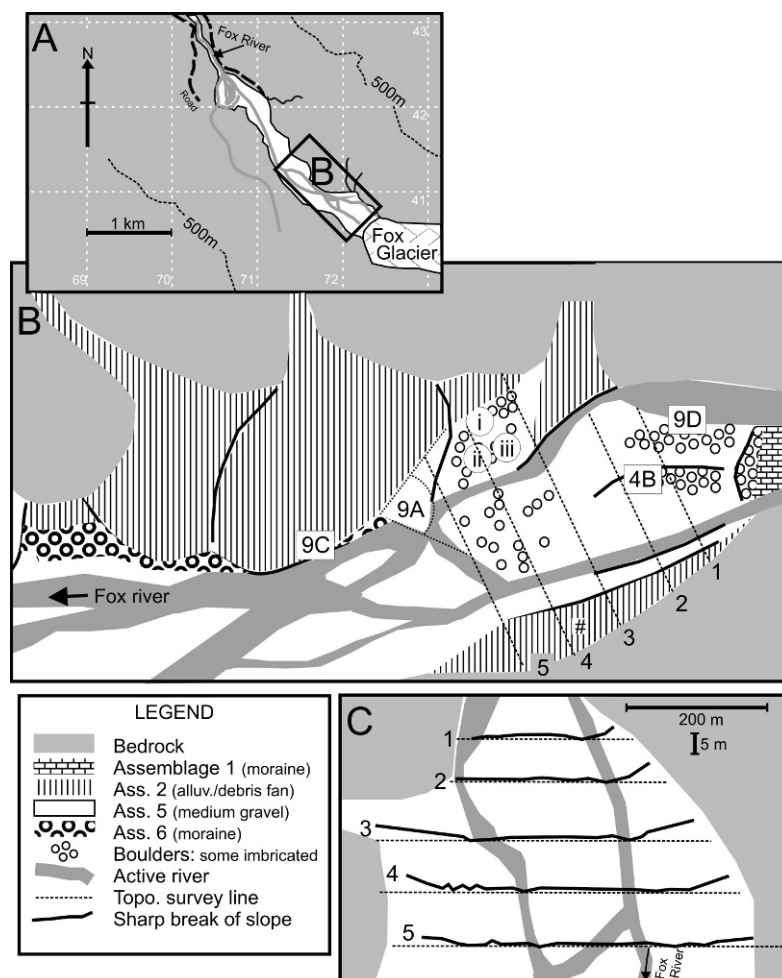 A
N
Fox River
Road
500m
500m
43
42
41
B
1 km
Fox
Glacier
69
70
71
72
B
i
ii
iii
9D
4B
9A
9C
Fox river
#
1
2
3
4
5
LEGEND
Bedrock
Assemblage 1 (moraine)
Ass. 2 (alluv./debris fan)
Ass. 5 (medium gravel)
Ass. 6 (moraine)
Boulders: some imbricated
Active river
Topo. survey line
Sharp break of slope
C
200 m
5 m
1
2
3
4
5
Fox
River